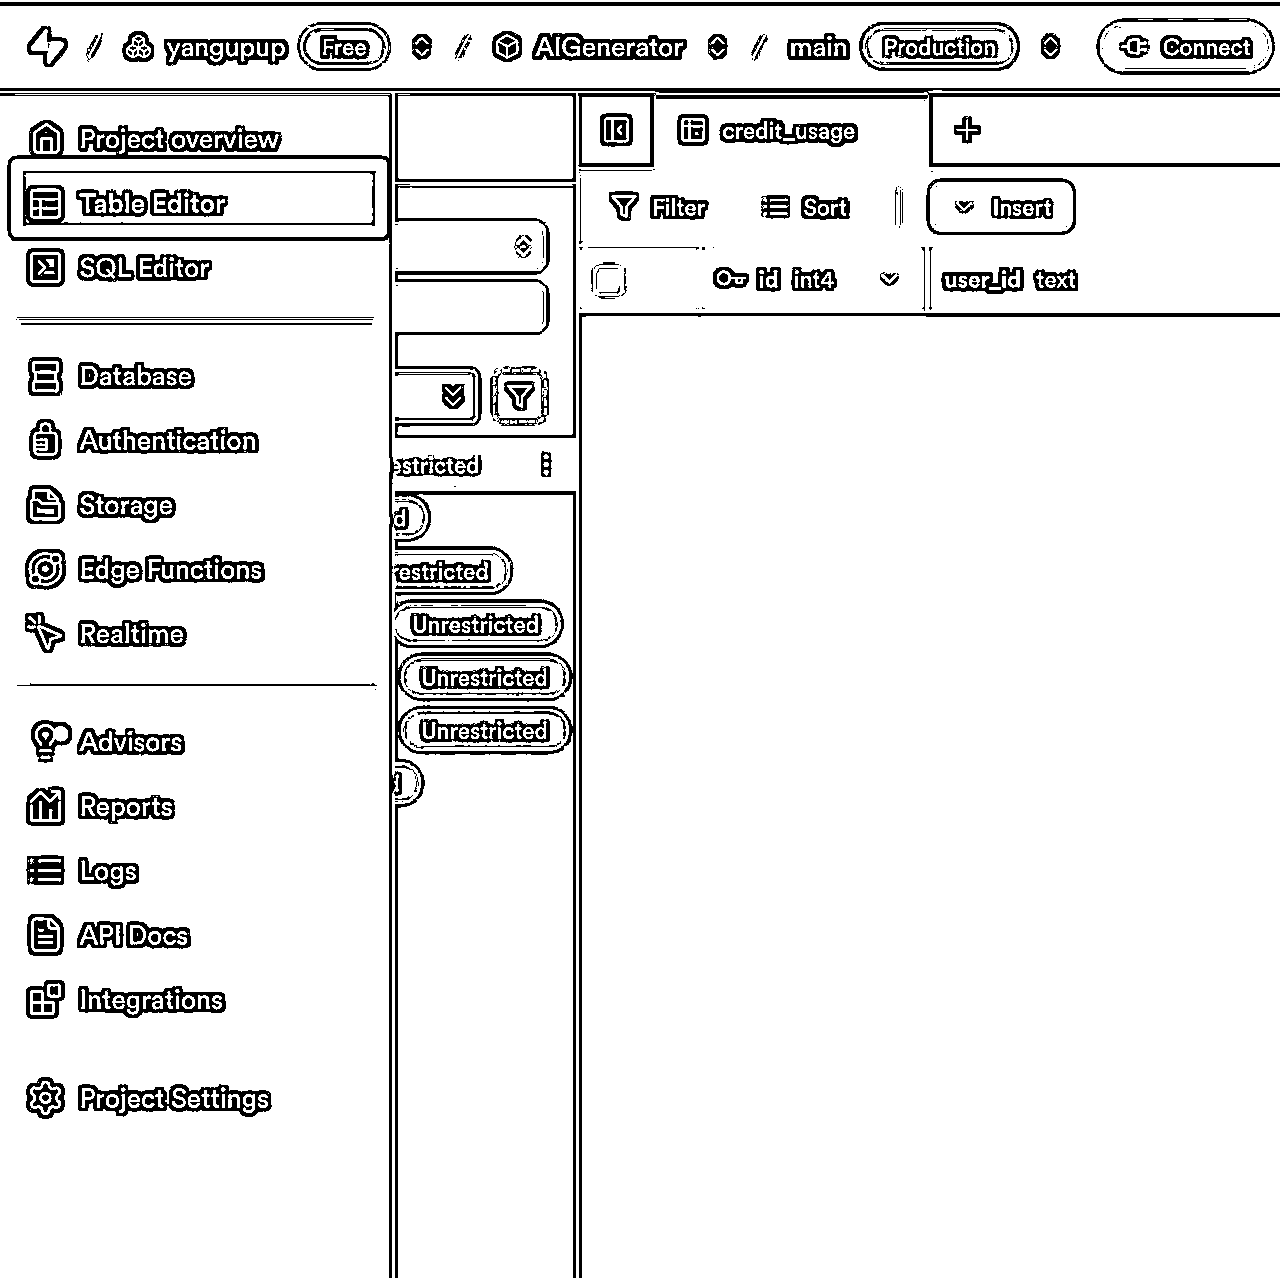 yangupup Free AIGenerator main Production Connect
Project overview
Table Editor
SQL Editor
Database
Authentication
Storage
Edge Functions
Realtime
Advisors
Reports
Logs
API Docs
Integrations
Project Settings
estricted
d
restricted
Unrestricted
Unrestricted
Unrestricted
credit_usage
Filter Sort Insert
id int4 user_id text